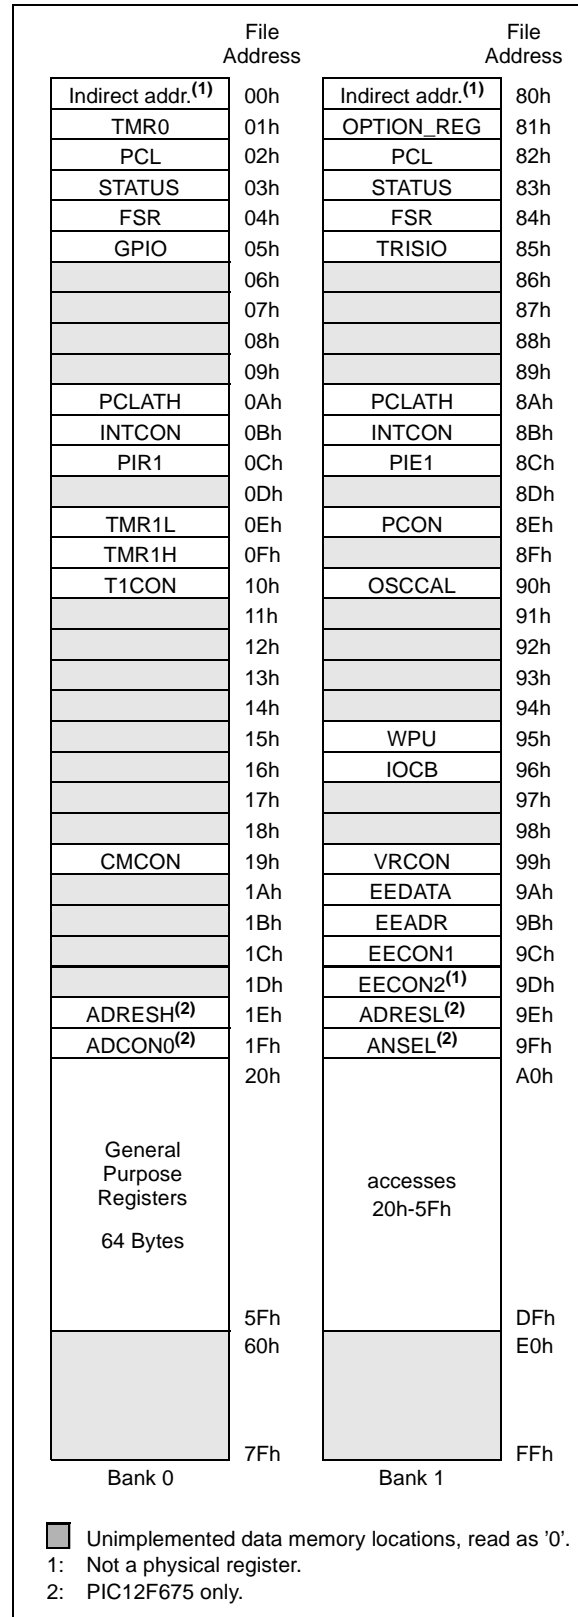 File Address File Address
Indirect addr.(1) 00h Indirect addr.(1) 80h
TMR0 01h OPTION_REG 81h
PCL 02h PCL 82h
STATUS 03h STATUS 83h
FSR 04h FSR 84h
GPIO 05h TRISIO 85h
06h 86h
07h 87h
08h 88h
09h 89h
PCLATH 0Ah PCLATH 8Ah
INTCON 0Bh INTCON 8Bh
PIR1 0Ch PIE1 8Ch
0Dh 8Dh
TMR1L 0Eh PCON 8Eh
TMR1H 0Fh 8Fh
T1CON 10h OSCCAL 90h
11h 91h
12h 92h
13h 93h
14h 94h
15h WPU 95h
16h IOCB 96h
17h 97h
18h 98h
CMCON 19h VRCON 99h
1Ah EEDATA 9Ah
1Bh EEADR 9Bh
1Ch EECON1 9Ch
1Dh EECON2(1) 9Dh
ADRESH(2) 1Eh ADRESL(2) 9Eh
ADCON0(2) 1Fh ANSEL(2) 9Fh
20h A0h
General
Purpose
Registers
64 Bytes
accesses
20h-5Fh
5Fh DFh
60h E0h
7Fh FFh
Bank 0 Bank 1
Unimplemented data memory locations, read as '0'.
1: Not a physical register.
2: PIC12F675 only.